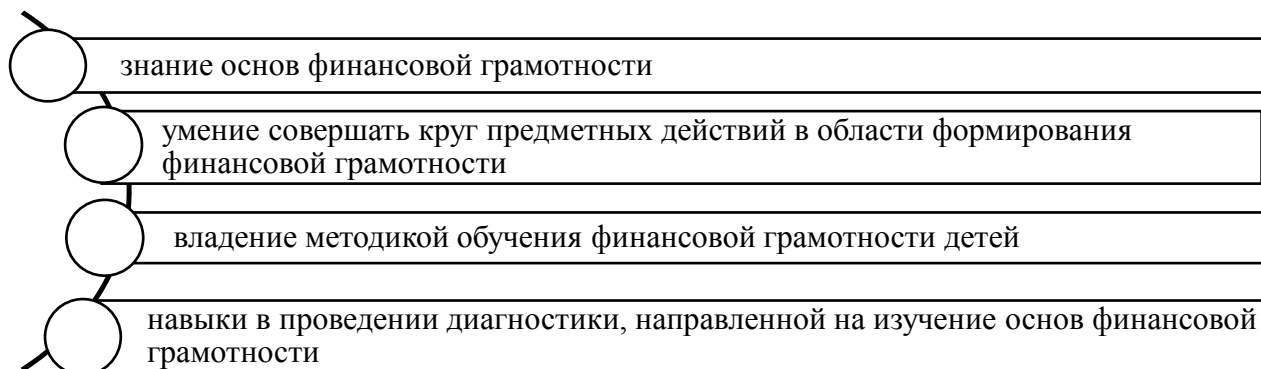 знание основ финансовой грамотности
умение совершать круг предметных действий в области формирования
финансовой грамотности
владение методикой обучения финансовой грамотности детей
навыки в проведении диагностики, направленной на изучение основ финансовой
грамотности